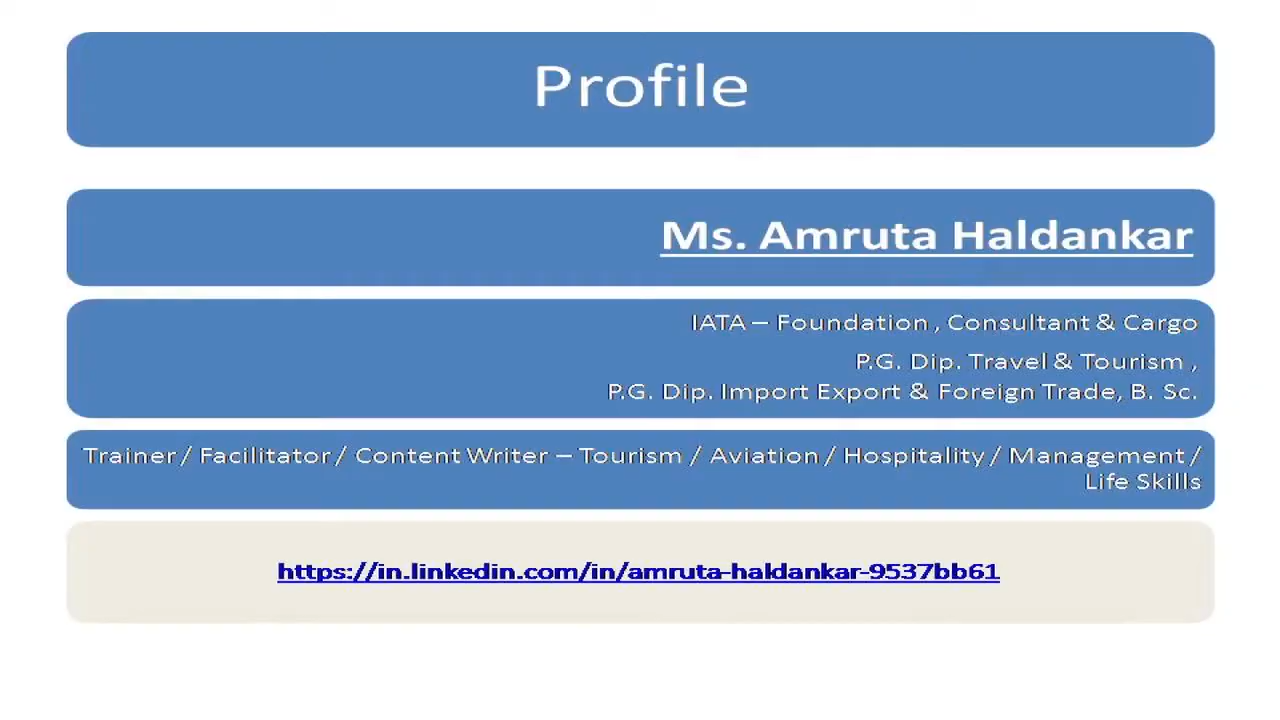 Profile
Ms. Amruta Haldankar
IATA – Foundation , Consultant & Cargo
P.G. Dip. Travel & Tourism ,
P.G. Dip. Import Export & Foreign Trade, B. Sc.
Trainer / Facilitator / Content Writer – Tourism / Aviation / Hospitality / Management /
Life Skills
https://in.linkedin.com/in/amruta-haldankar-9537bb61